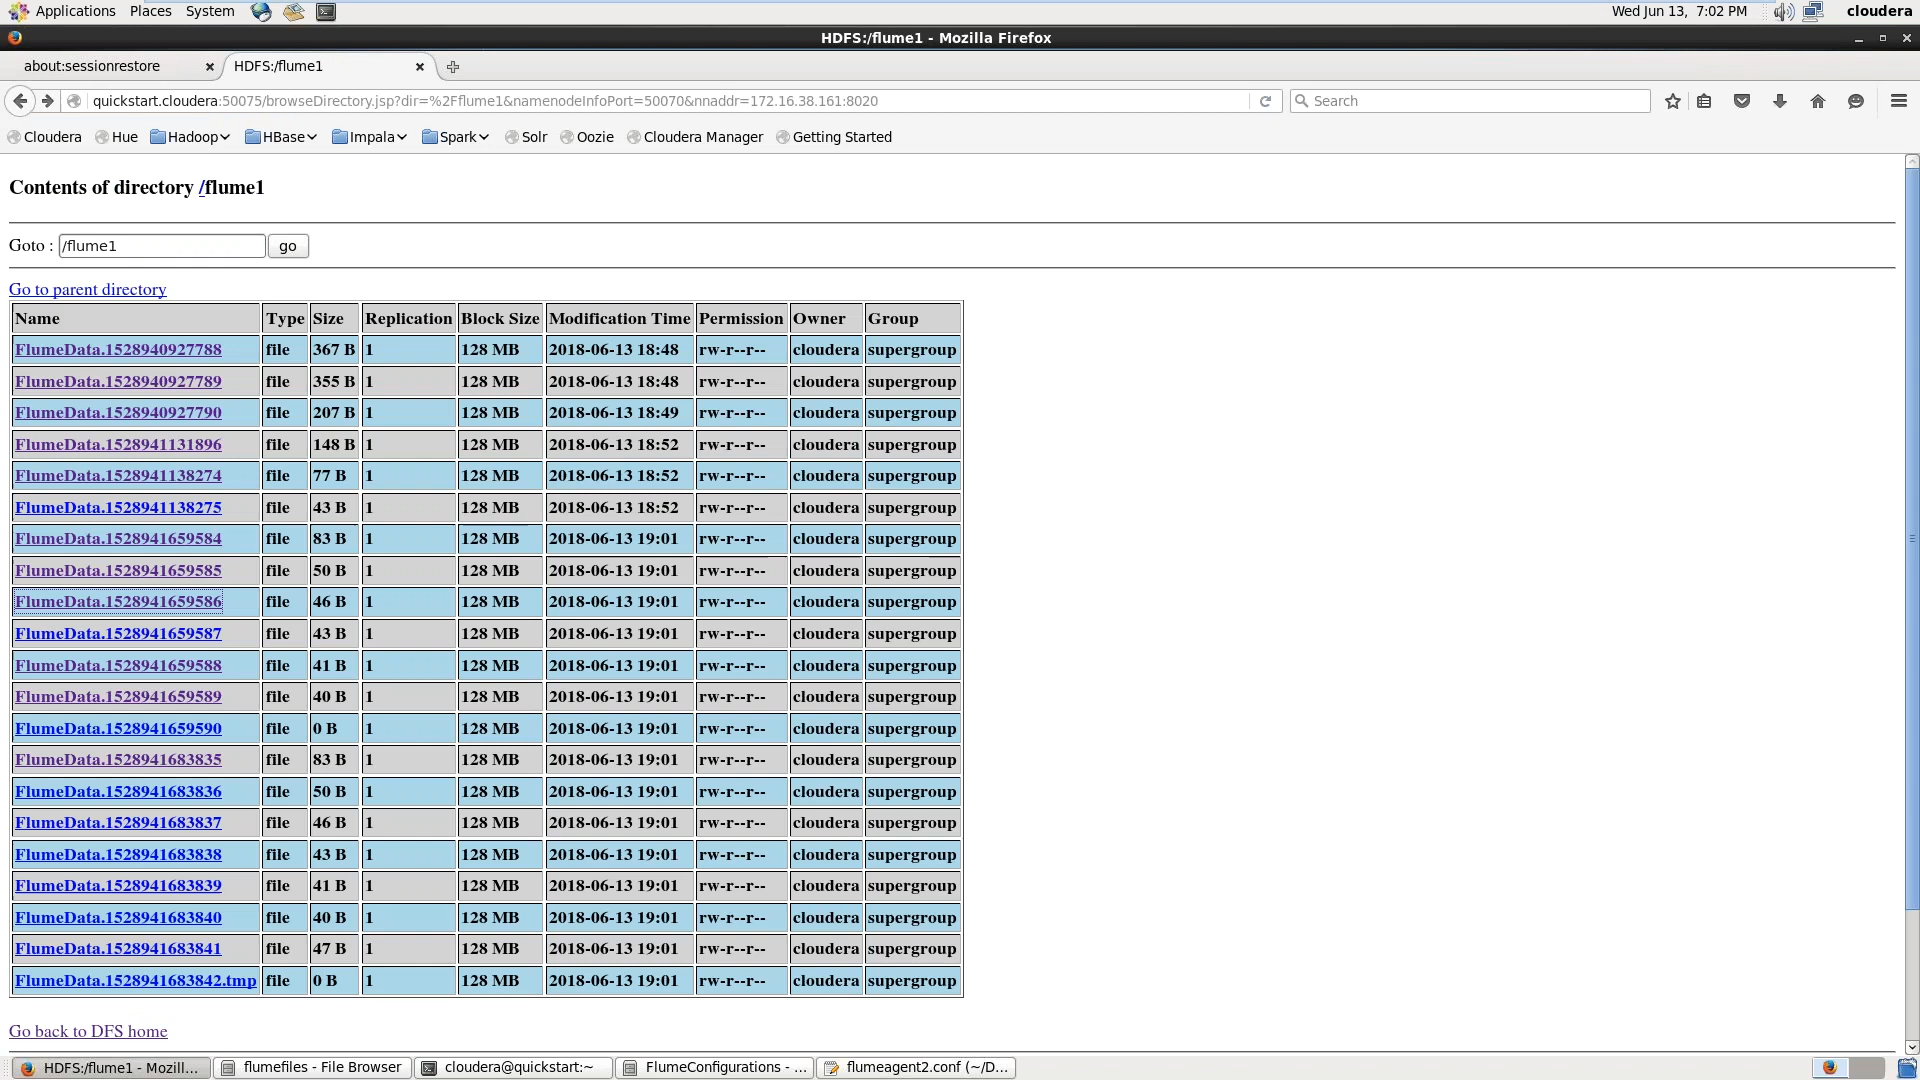 Applications Places System Wed Jun 13, 7:02 PM cloudera
HDFS:/flume1 - Mozilla Firefox
about:sessionrestore HDFS:/flume1
quickstart.cloudera:50075/browseDirectory.jsp?dir=%2Fflume1&namenodeInfoPort=50070&nnaddr=172.16.38.161:8020 Search
Cloudera Hue Hadoop HBase Impala Spark Solr Oozie Cloudera Manager Getting Started
Contents of directory /flume1
Goto : /flume1 go
Go to parent directory
Name Type Size Replication Block Size Modification Time Permission Owner Group
FlumeData.1528940927788 file 367 B 1 128 MB 2018-06-13 18:48 rw-r--r-- cloudera supergroup
FlumeData.1528940927789 file 355 B 1 128 MB 2018-06-13 18:48 rw-r--r-- cloudera supergroup
FlumeData.1528940927790 file 207 B 1 128 MB 2018-06-13 18:49 rw-r--r-- cloudera supergroup
FlumeData.1528941131896 file 148 B 1 128 MB 2018-06-13 18:52 rw-r--r-- cloudera supergroup
FlumeData.1528941138274 file 77 B 1 128 MB 2018-06-13 18:52 rw-r--r-- cloudera supergroup
FlumeData.1528941138275 file 43 B 1 128 MB 2018-06-13 18:52 rw-r--r-- cloudera supergroup
FlumeData.1528941659584 file 83 B 1 128 MB 2018-06-13 19:01 rw-r--r-- cloudera supergroup
FlumeData.1528941659585 file 50 B 1 128 MB 2018-06-13 19:01 rw-r--r-- cloudera supergroup
FlumeData.1528941659586 file 46 B 1 128 MB 2018-06-13 19:01 rw-r--r-- cloudera supergroup
FlumeData.1528941659587 file 43 B 1 128 MB 2018-06-13 19:01 rw-r--r-- cloudera supergroup
FlumeData.1528941659588 file 41 B 1 128 MB 2018-06-13 19:01 rw-r--r-- cloudera supergroup
FlumeData.1528941659589 file 40 B 1 128 MB 2018-06-13 19:01 rw-r--r-- cloudera supergroup
FlumeData.1528941659590 file 0 B 1 128 MB 2018-06-13 19:01 rw-r--r-- cloudera supergroup
FlumeData.1528941683835 file 83 B 1 128 MB 2018-06-13 19:01 rw-r--r-- cloudera supergroup
FlumeData.1528941683836 file 50 B 1 128 MB 2018-06-13 19:01 rw-r--r-- cloudera supergroup
FlumeData.1528941683837 file 46 B 1 128 MB 2018-06-13 19:01 rw-r--r-- cloudera supergroup
FlumeData.1528941683838 file 43 B 1 128 MB 2018-06-13 19:01 rw-r--r-- cloudera supergroup
FlumeData.1528941683839 file 41 B 1 128 MB 2018-06-13 19:01 rw-r--r-- cloudera supergroup
FlumeData.1528941683840 file 40 B 1 128 MB 2018-06-13 19:01 rw-r--r-- cloudera supergroup
FlumeData.1528941683841 file 47 B 1 128 MB 2018-06-13 19:01 rw-r--r-- cloudera supergroup
FlumeData.1528941683842.tmp file 0 B 1 128 MB 2018-06-13 19:01 rw-r--r-- cloudera supergroup
Go back to DFS home
HDFS:/flume1 - Mozill... flumefiles - File Browser cloudera@quickstart:~ FlumeConfigurations - ... flumeagent2.conf (~/D...